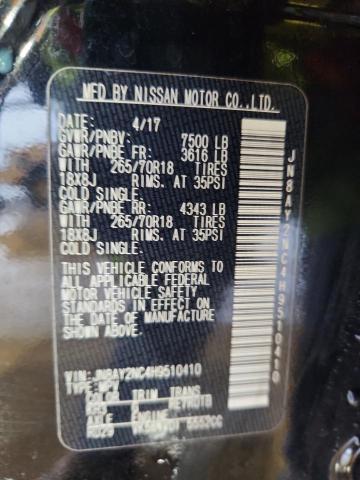 MFD BY NISSAN MOTOR CO.,LTD.
DATE: 4/17
GVWR/PNBV: 7500 LB
GAWR/PNBE FR: 3616 LB
WITH 265/70R18 TIRES
18X8J RIMS. AT 35PSI
COLD SINGLE.
GAWR/PNBE RR: 4343 LB
WITH 265/70R18 TIRES
18X8J RIMS. AT 35PSI
COLD SINGLE.
THIS VEHICLE CONFORMS TO
ALL APPLICABLE FEDERAL
MOTOR VEHICLE SAFETY
STANDARDS IN EFFECT ON
THE DATE OF MANUFACTURE
SHOWN ABOVE.
VIN: JN8AY2NC4H9510410
TYPE: MPV
COLOR TRIM TRANS
AXLE ENGINE
JN8AY2NC4H9510410